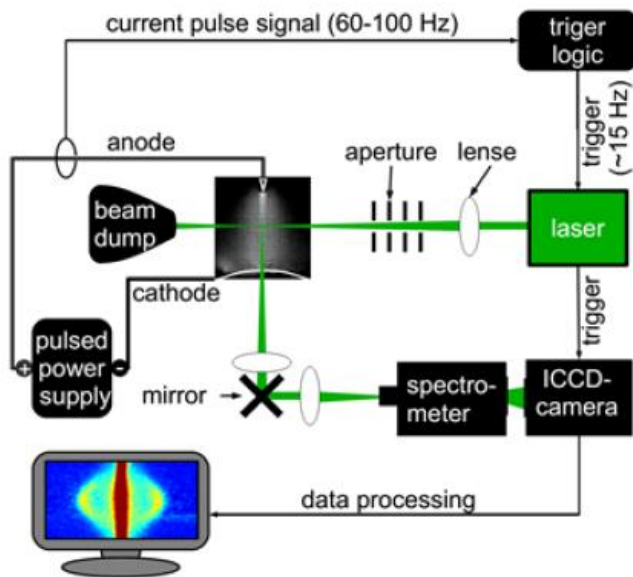 current pulse signal (60-100 Hz)
triger
logic
anode
aperture
lense
trigger
(~15 Hz)
beam
dump
laser
cathode
trigger
+
pulsed
power
supply
-
mirror
spectro-
meter
ICCD-
camera
data processing